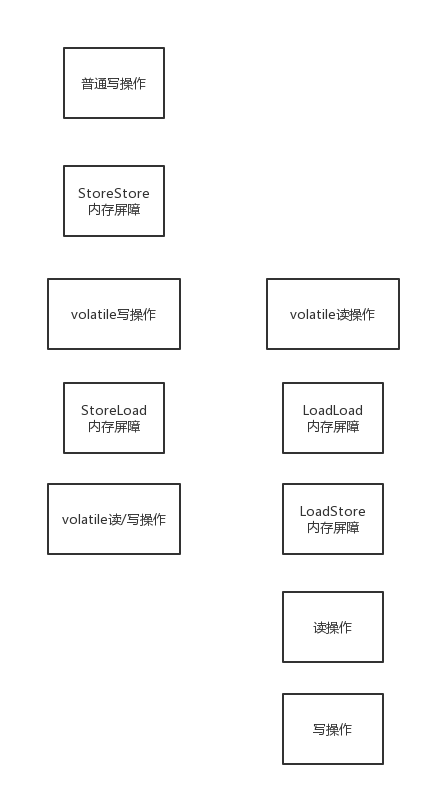 普通写操作
StoreStore
内存屏障
volatile写操作
StoreLoad
内存屏障
volatile读/写操作
volatile读操作
LoadLoad
内存屏障
LoadStore
内存屏障
读操作
写操作